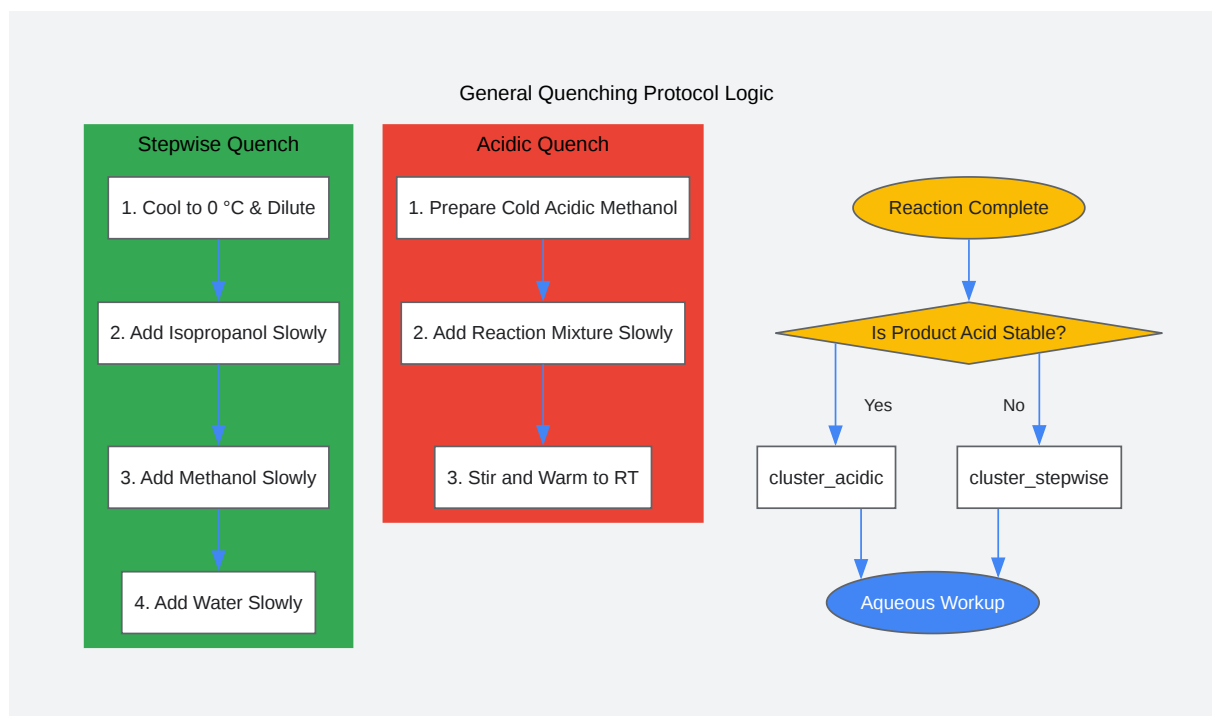 General Quenching Protocol Logic
Stepwise Quench
1. Cool to 0 °C & Dilute
2. Add Isopropanol Slowly
3. Add Methanol Slowly
4. Add Water Slowly
Acidic Quench
1. Prepare Cold Acidic Methanol
2. Add Reaction Mixture Slowly
3. Stir and Warm to RT
Reaction Complete
Is Product Acid Stable?
Yes
No
cluster_acidic
cluster_stepwise
Aqueous Workup